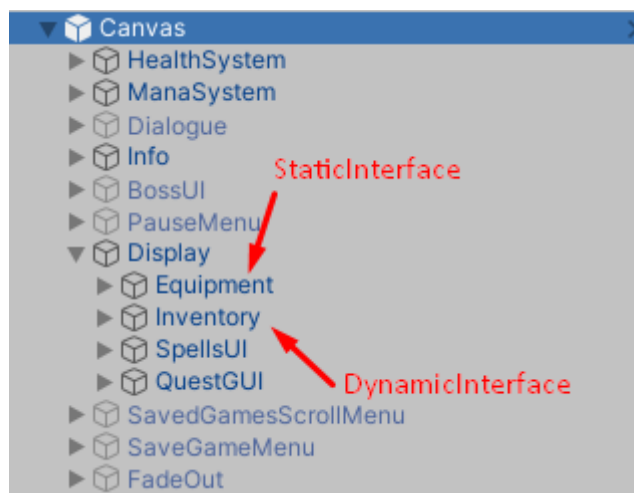 Canvas
HealthSystem
ManaSystem
Dialogue
Info
StaticInterface
BossUI
PauseMenu
Display
Equipment
Inventory
SpellsUI
QuestGUI
DynamicInterface
SavedGamesScrollMenu
SaveGameMenu
FadeOut